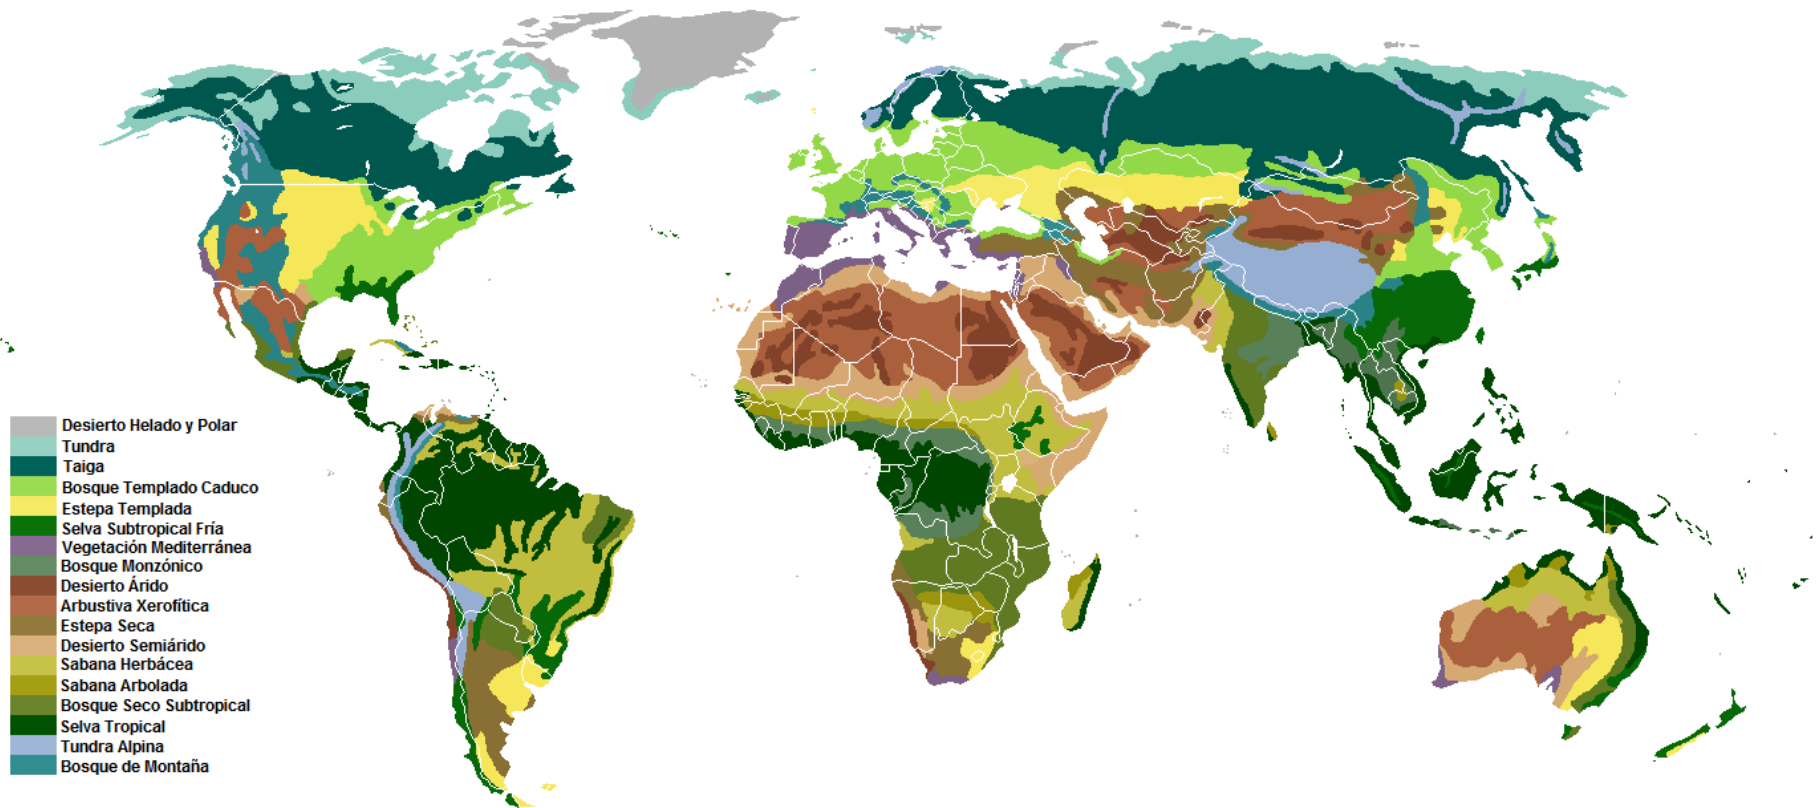 Desierto Helado y Polar
Tundra
Taiga
Bosque Templado Caduco
Estepa Templada
Selva Subtropical Fría
Vegetación Mediterránea
Bosque Monzónico
Desierto Árido
Arbustiva Xerofítica
Estepa Seca
Desierto Semiárido
Sabana Herbácea
Sabana Arbolada
Bosque Seco Subtropical
Selva Tropical
Tundra Alpina
Bosque de Montaña